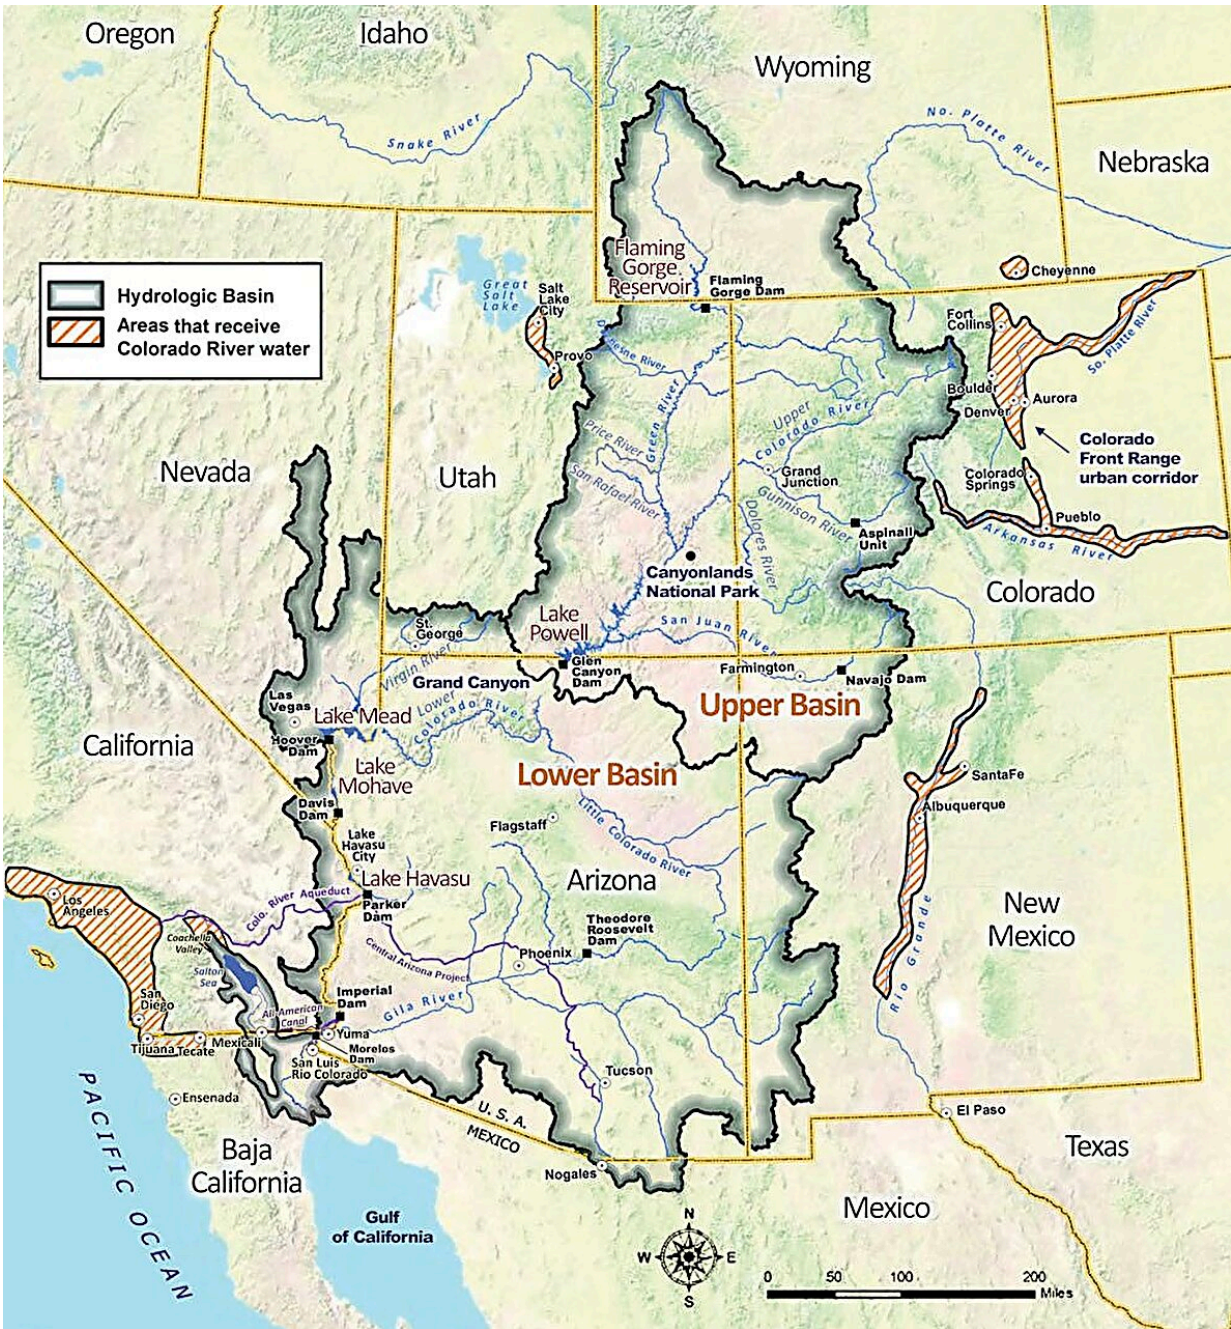 Oregon
Idaho
Wyoming
Snake River
No. Platte River
Nebraska
Hydrologic Basin
Areas that receive
Colorado River water
Great
Salt
Lake
Salt
Lake
City
Provo
Flaming
Gorge
Reservoir
Flaming
Gorge Dam
Cheyenne
Fort
Collins
So. Platte River
Boulder
Denver
Aurora
Colorado
Front Range
urban corridor
Colorado
Springs
Pueblo
Arkansas River
Colorado
Duchesne River
Green River
Upper
Colorado River
Price River
San Rafael River
Grand
Junction
Gunnison River
Dolores River
Aspinall
Unit
Nevada
Utah
Canyonlands
National Park
Lake
Powell
San Juan River
St.
George
Virgin River
Grand Canyon
Glen
Canyon
Dam
Farmington
Navajo Dam
Upper Basin
Las
Vegas
Lake Mead
Lower
Colorado River
Hoover
Dam
California
Lake
Mohave
Lower Basin
Davis
Dam
Little Colorado River
Flagstaff
Lake
Havasu
City
Lake Havasu
Arizona
SantaFe
Albuquerque
New
Mexico
Rio Grande
Los
Angeles
Colo. River Aqueduct
Parker
Dam
Theodore
Roosevelt
Dam
Coachella
Valley
Salton
Sea
Central Arizona Project
Phoenix
San
Diego
Imperial
Dam
Gila River
All-American
Canal
Tijuana
Tecate
Mexicali
Yuma
Morelos
Dam
San Luis
Rio Colorado
Tucson
Ensenada
U. S. A.
MEXICO
Nogales
El Paso
Texas
Baja
California
PACIFIC OCEAN
Gulf
of California
Mexico
N
W
E
S
0
50
100
200
Miles